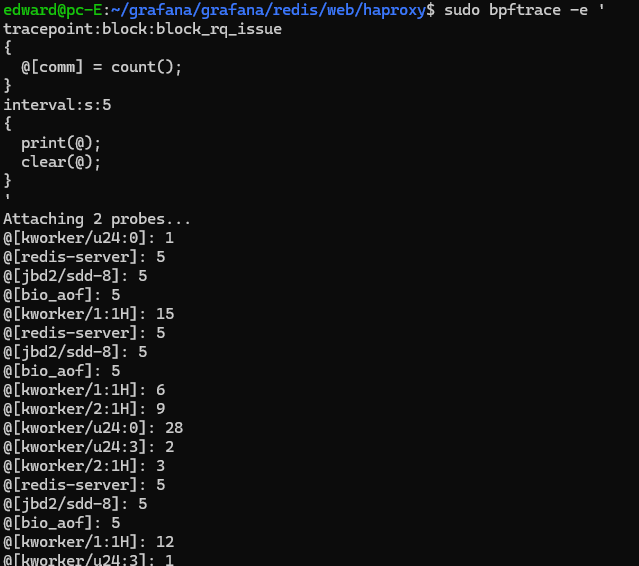 edward@pc-E:~/grafana/grafana/redis/web/haproxy$ sudo bpftrace -e '
tracepoint:block:block_rq_issue
{
  @[comm] = count();
}
interval:s:5
{
  print(@);
  clear(@);
}
'
Attaching 2 probes...
@[kworker/u24:0]: 1
@[redis-server]: 5
@[jbd2/sdd-8]: 5
@[bio_aof]: 5
@[kworker/1:1H]: 15
@[redis-server]: 5
@[jbd2/sdd-8]: 5
@[bio_aof]: 5
@[kworker/1:1H]: 6
@[kworker/2:1H]: 9
@[kworker/u24:0]: 28
@[kworker/u24:3]: 2
@[kworker/2:1H]: 3
@[redis-server]: 5
@[jbd2/sdd-8]: 5
@[bio_aof]: 5
@[kworker/1:1H]: 12
@[kworker/u24:3]: 1